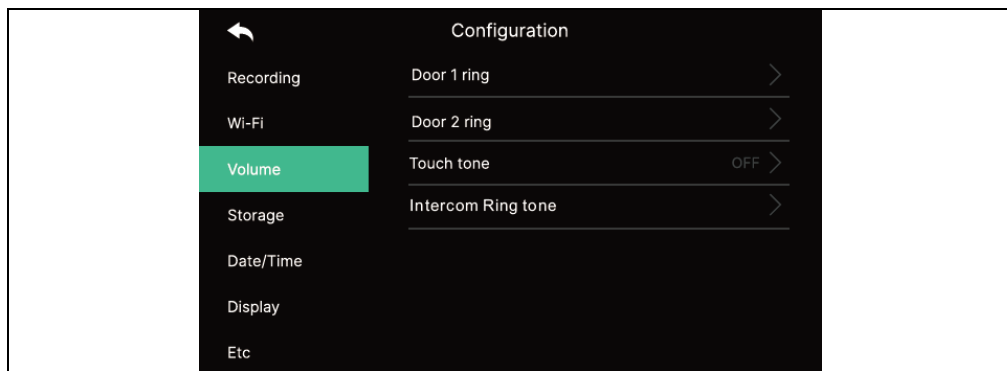 Configuration
Recording
Door 1 ring
Wi-Fi
Door 2 ring
Volume
Touch tone OFF
Storage
Intercom Ring tone
Date/Time
Display
Etc